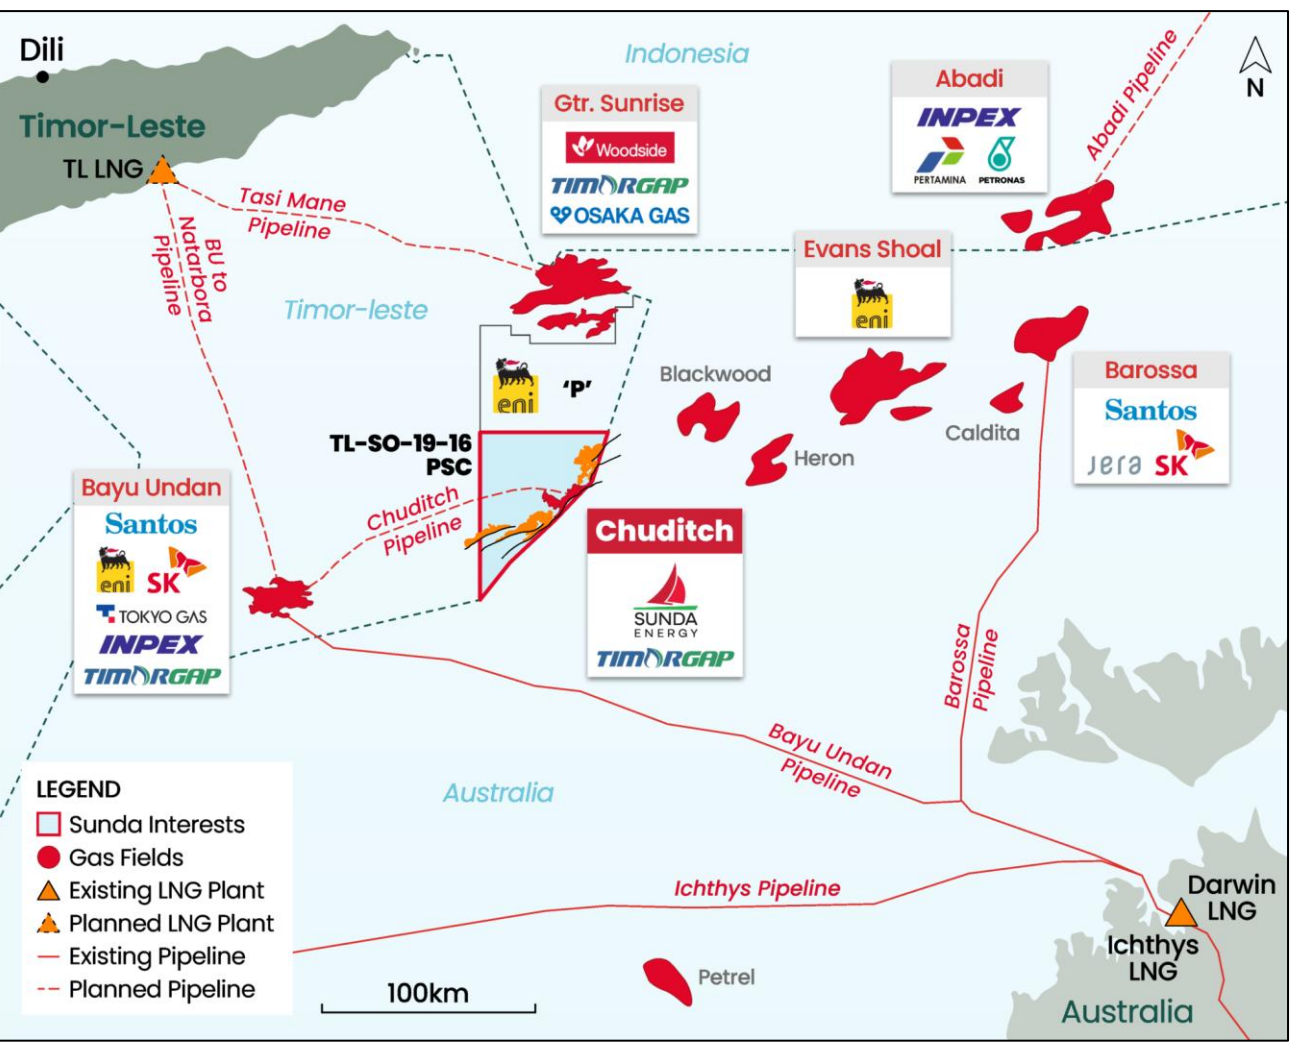 Dili
Timor-Leste
TL LNG
Indonesia
N
Gtr. Sunrise
Woodside
TIMORGAP
OSAKA GAS
Abadi
INPEX
PERTAMINA
PETRONAS
Abadi Pipeline
Tasi Mane
Pipeline
BU to
Natarbora
Pipeline
Timor-leste
Evans Shoal
eni
eni
'P'
Blackwood
Heron
Caldita
Barossa
Santos
Jera
SK
TL-SO-19-16
PSC
Chuditch
Pipeline
Bayu Undan
Santos
eni
SK
TOKYO GAS
INPEX
TIMORGAP
Chuditch
SUNDA
ENERGY
TIMORGAP
Barossa
Pipeline
Bayu Undan
Pipeline
Australia
LEGEND
Sunda Interests
Gas Fields
Existing LNG Plant
Planned LNG Plant
Existing Pipeline
Planned Pipeline
100km
Ichthys Pipeline
Petrel
Darwin
LNG
Ichthys
LNG
Australia